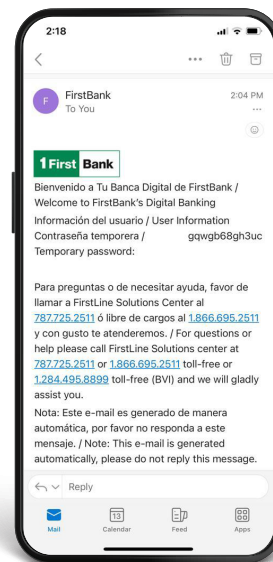 2:18
FirstBank
2:04 PM
F
To You
1 First Bank
Bienvenido a Tu Banca Digital de FirstBank /
Welcome to FirstBank's Digital Banking
Información del usuario / User Information
Contraseña temporera / gqwgb68gh3uc
Temporary password:
Para preguntas o de necesitar ayuda, favor de
llamar a FirstLine Solutions Center al
787.725.2511 ó libre de cargos al 1.866.695.2511
y con gusto te atenderemos. / For questions or
help please call FirstLine Solutions center at
787.725.2511 or 1.866.695.2511 toll-free or
1.284.495.8899 toll-free (BVI) and we will gladly
assist you.
Nota: Este e-mail es generado de manera
automática, por favor no responda a este
mensaje. / Note: This e-mail is generated
automatically, please do not reply this message.
Reply
13
Mail Calendar Feed Apps